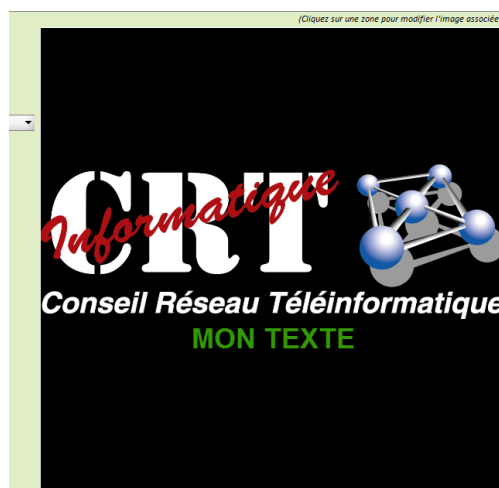 (Cliquez sur une zone pour modifier l'image associée
CRT
Informatique
Conseil Réseau Téléinformatique
MON TEXTE